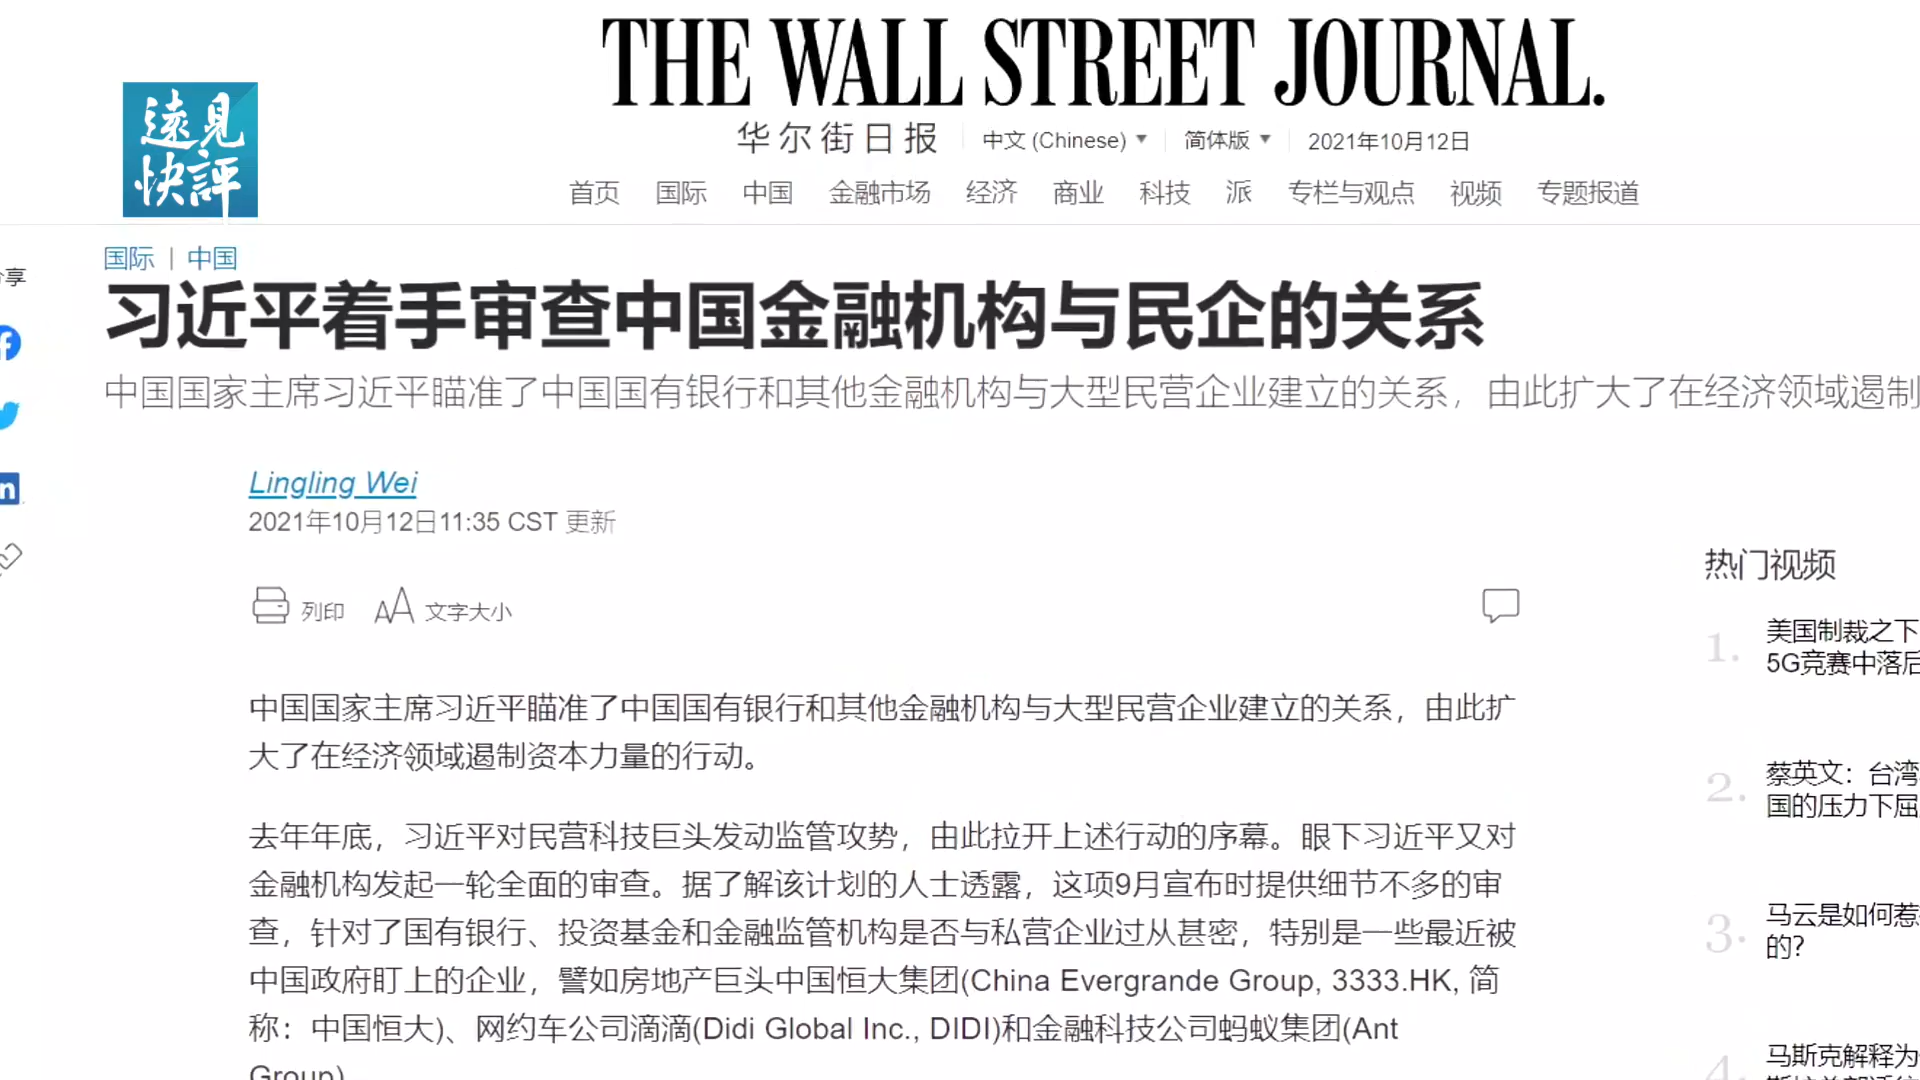 THE WALL STREET JOURNAL.
遠見
快評
华尔街日报
中文 (Chinese)
简体版
2021年10月12日
首页 国际 中国 金融市场 经济 商业 科技 派 专栏与观点 视频 专题报道
国际 | 中国
享
习近平着手审查中国金融机构与民企的关系
中国国家主席习近平瞄准了中国国有银行和其他金融机构与大型民营企业建立的关系，由此扩大了在经济领域遏制
Lingling Wei
2021年10月12日11:35 CST 更新
列印 AA 文字大小
中国国家主席习近平瞄准了中国国有银行和其他金融机构与大型民营企业建立的关系，由此扩
大了在经济领域遏制资本力量的行动。
去年年底，习近平对民营科技巨头发动监管攻势，由此拉开上述行动的序幕。眼下习近平又对
金融机构发起一轮全面的审查。据了解该计划的人士透露，这项9月宣布时提供细节不多的审
查，针对了国有银行、投资基金和金融监管机构是否与私营企业过从甚密，特别是一些最近被
中国政府盯上的企业，譬如房地产巨头中国恒大集团(China Evergrande Group, 3333.HK, 简
称：中国恒大)、网约车公司滴滴(Didi Global Inc., DIDI)和金融科技公司蚂蚁集团(Ant
Group)
热门视频
1. 美国制裁之下
5G竞赛中落后
2. 蔡英文：台湾
国的压力下屈
3. 马云是如何惹
的?
4. 马斯克解释为